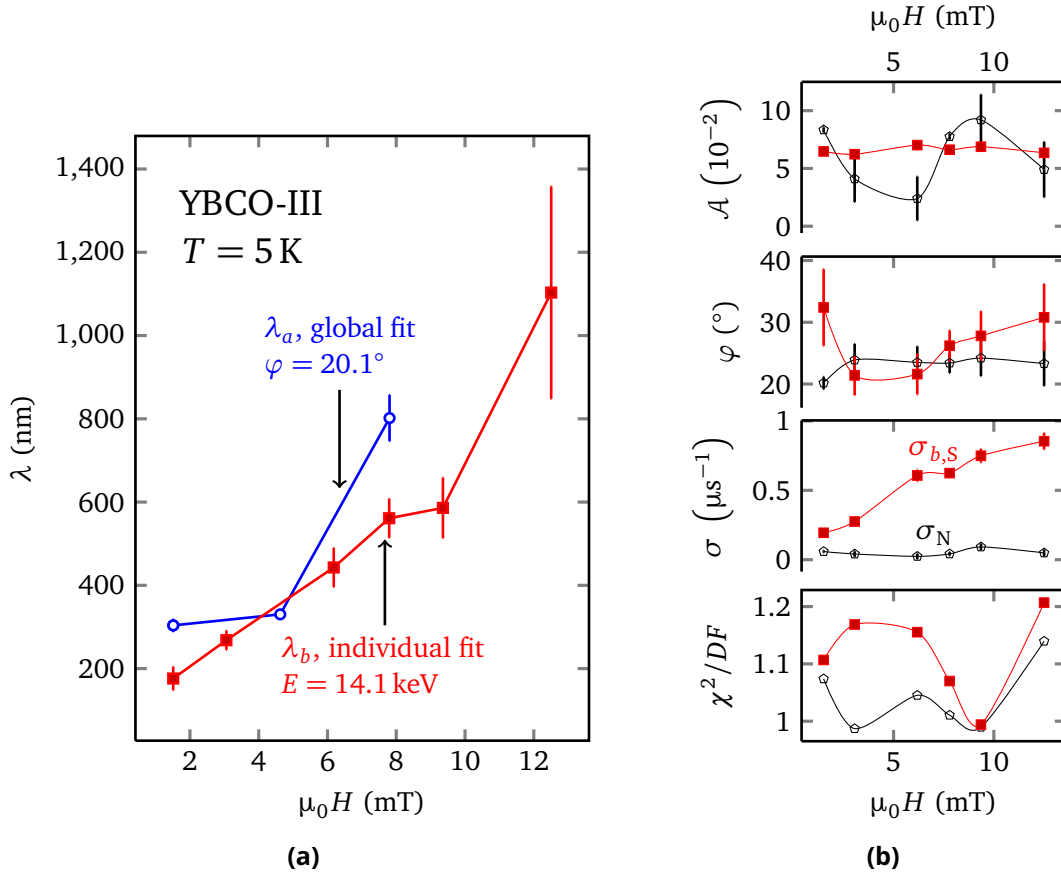 YBCO-III
T = 5 K
λa, global fit
φ = 20.1°
λb, individual fit
E = 14.1 keV
1,400
1,200
1,000
800
600
400
200
λ (nm)
2 4 6 8 10 12
μ0H (mT)
(a)
μ0H (mT)
5 10
10
5
0
𝒜 (10−2)
40
30
20
φ (°)
1
0.5
0
σ (μs−1)
σb,S
σN
1.2
1.1
1
χ2/DF
5 10
μ0H (mT)
(b)